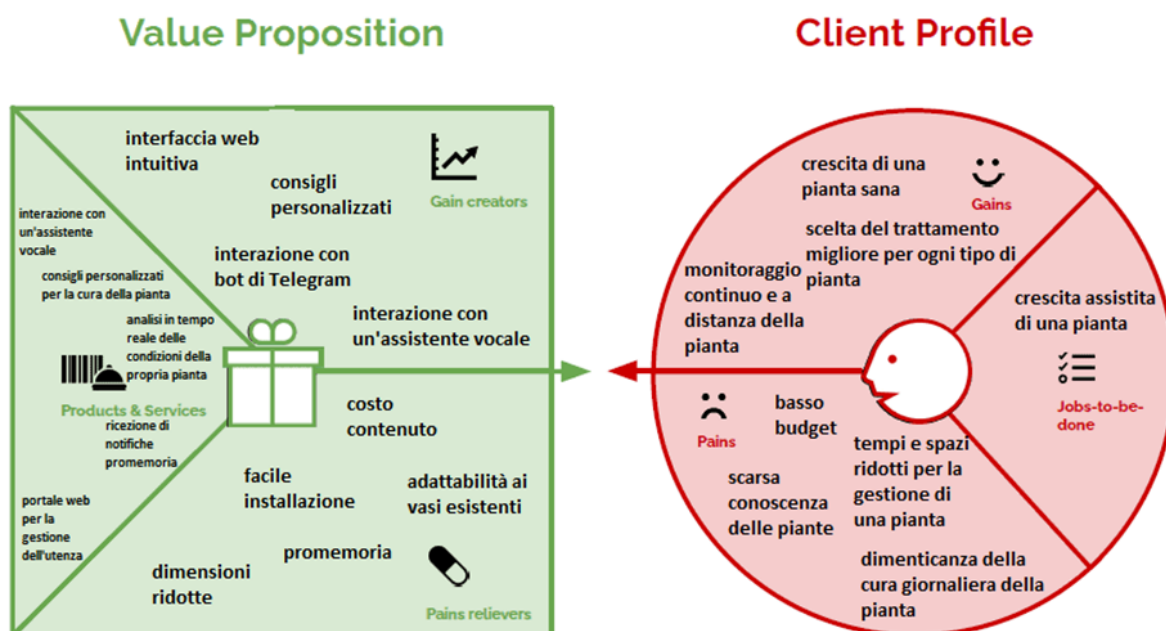 Value Proposition
Client Profile
interfaccia web
intuitiva
consigli
personalizzati
Gain creators
interazione con
bot di Telegram
interazione con
un'assistente vocale
interazione con
un'assistente
vocale
consigli personalizzati
per la cura della pianta
analisi in tempo
reale delle
condizioni della
propria pianta
Products & Services
ricezione di
notifiche
promemoria
portale web
per la
gestione
dell'utenza
costo
contenuto
facile
installazione
adattabilità ai
vasi esistenti
promemoria
dimensioni
ridotte
Pains relievers
crescita di una
pianta sana
Gains
scelta del trattamento
migliore per ogni tipo di
pianta
monitoraggio
continuo e a
distanza della
pianta
crescita assistita
di una pianta
Jobs-to-be-
done
Pains
basso
budget
tempi e spazi
ridotti per la
gestione di
una pianta
scarsa
conoscenza
delle piante
dimenticanza della
cura giornaliera della
pianta